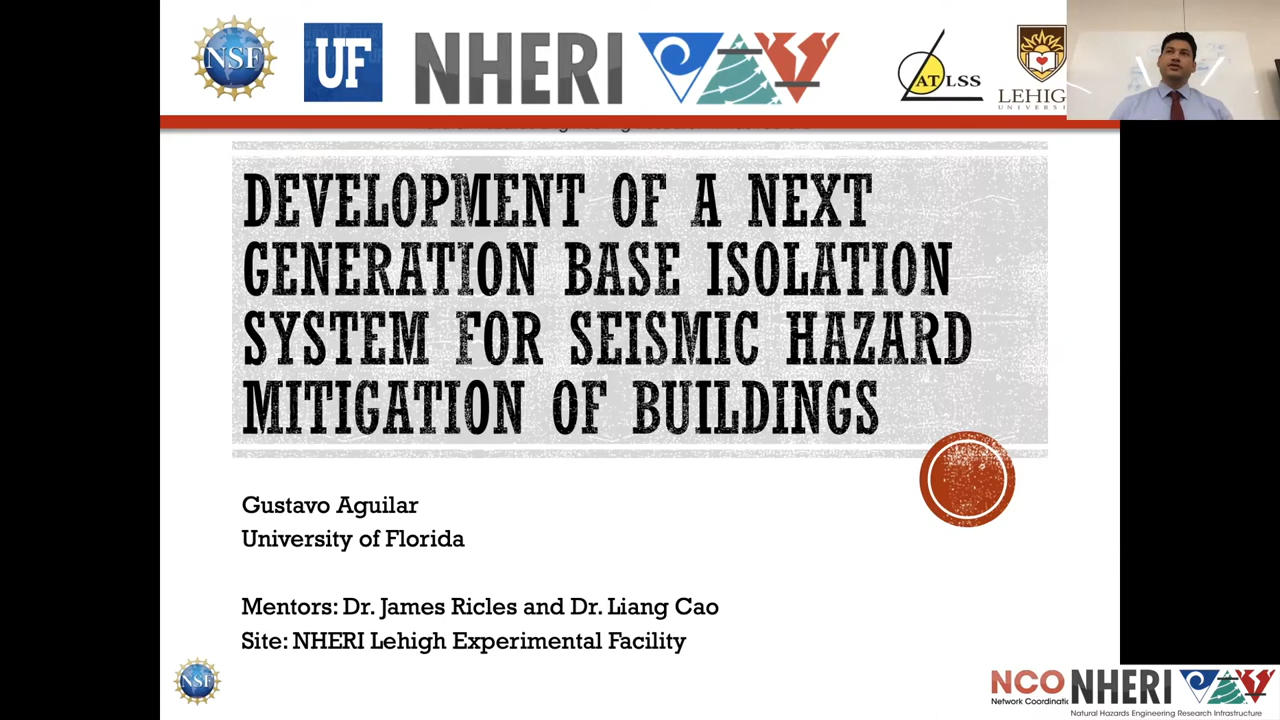 NSF
UF
NHERI
ATLSS
LEHIG
UNIVERSI
DEVELOPMENT OF A NEXT
GENERATION BASE ISOLATION
SYSTEM FOR SEISMIC HAZARD
MITIGATION OF BUILDINGS
Gustavo Aguilar
University of Florida
Mentors: Dr. James Ricles and Dr. Liang Cao
Site: NHERI Lehigh Experimental Facility
NSF
NCO NHERI
Network Coordinatio
Natural Hazards Engineering Research Infrastructure